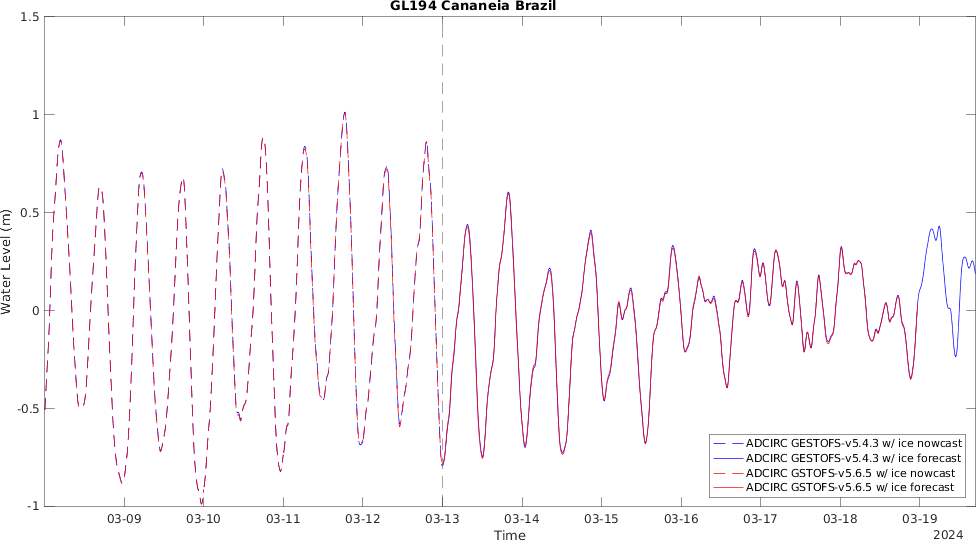 GL194 Cananeia Brazil
1.5
1
0.5
0
-0.5
-1
Water Level (m)
03-09 03-10 03-11 03-12 03-13 03-14 03-15 03-16 03-17 03-18 03-19
Time
2024
ADCIRC GESTOFS-v5.4.3 w/ ice nowcast
ADCIRC GESTOFS-v5.4.3 w/ ice forecast
ADCIRC GSTOFS-v5.6.5 w/ ice nowcast
ADCIRC GSTOFS-v5.6.5 w/ ice forecast